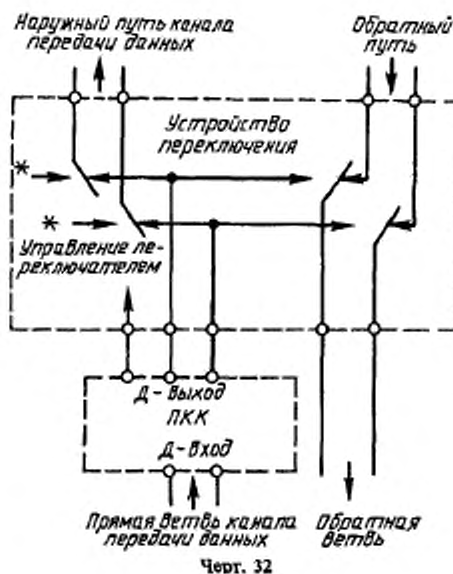 Наружный путь канала
передачи данных
Обратный
путь
Устройство
переключения
*
*
Управление пе-
реключателем
Д-Выход
ПКК
Д-Вход
Прямая ветвь канала
передачи данных
Обратная
ветвь
Черт. 32